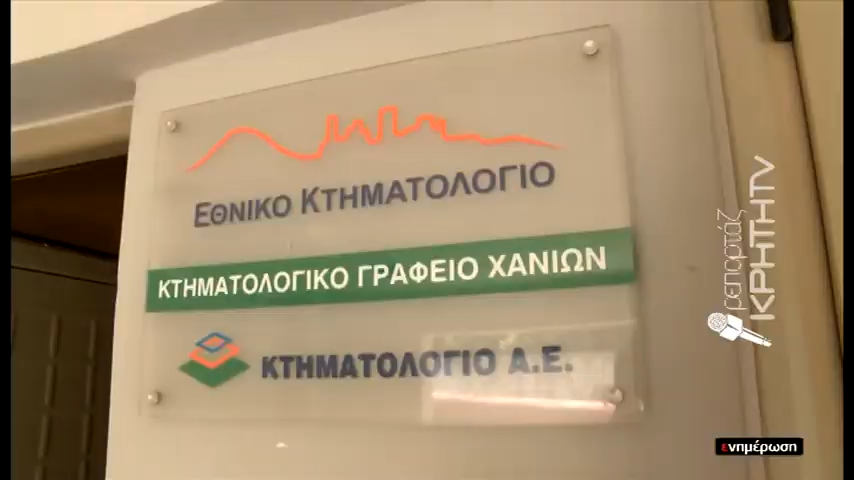 ΕΘΝΙΚΟ ΚΤΗΜΑΤΟΛΟΓΙΟ
ΚΤΗΜΑΤΟΛΟΓΙΚΟ ΓΡΑΦΕΙΟ ΧΑΝΙΩΝ
ΚΤΗΜΑΤΟΛΟΓΙΟ Α.Ε.
ρεπορτάζ
ΚΡΗΤΗTV
ενημέρωση